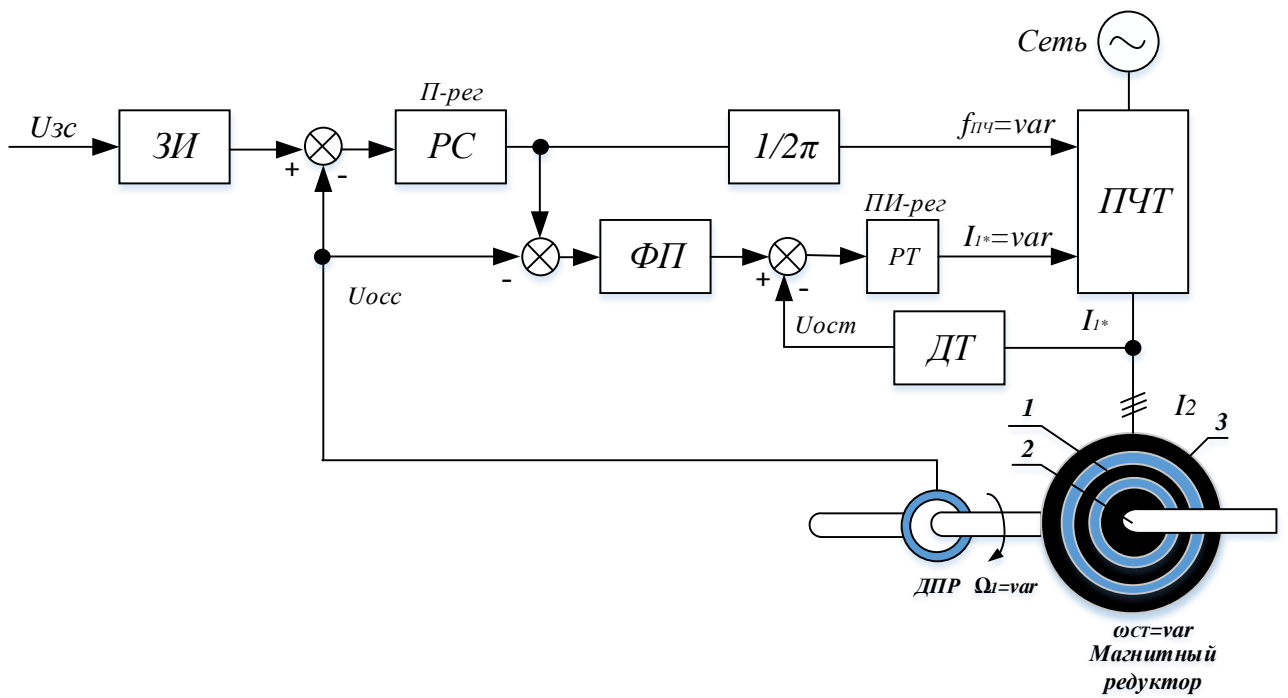 Сеть
П-рег
Uзс
ЗИ
+
-
РС
1/2π
fПЧ=var
ПЧТ
ПИ-рег
I1*=var
ФП
РТ
-
+
-
Uосс
Uост
ДТ
I1*
I2
1
2
3
ДПР
Ω1=var
ωСТ=var
Магнитный
редуктор